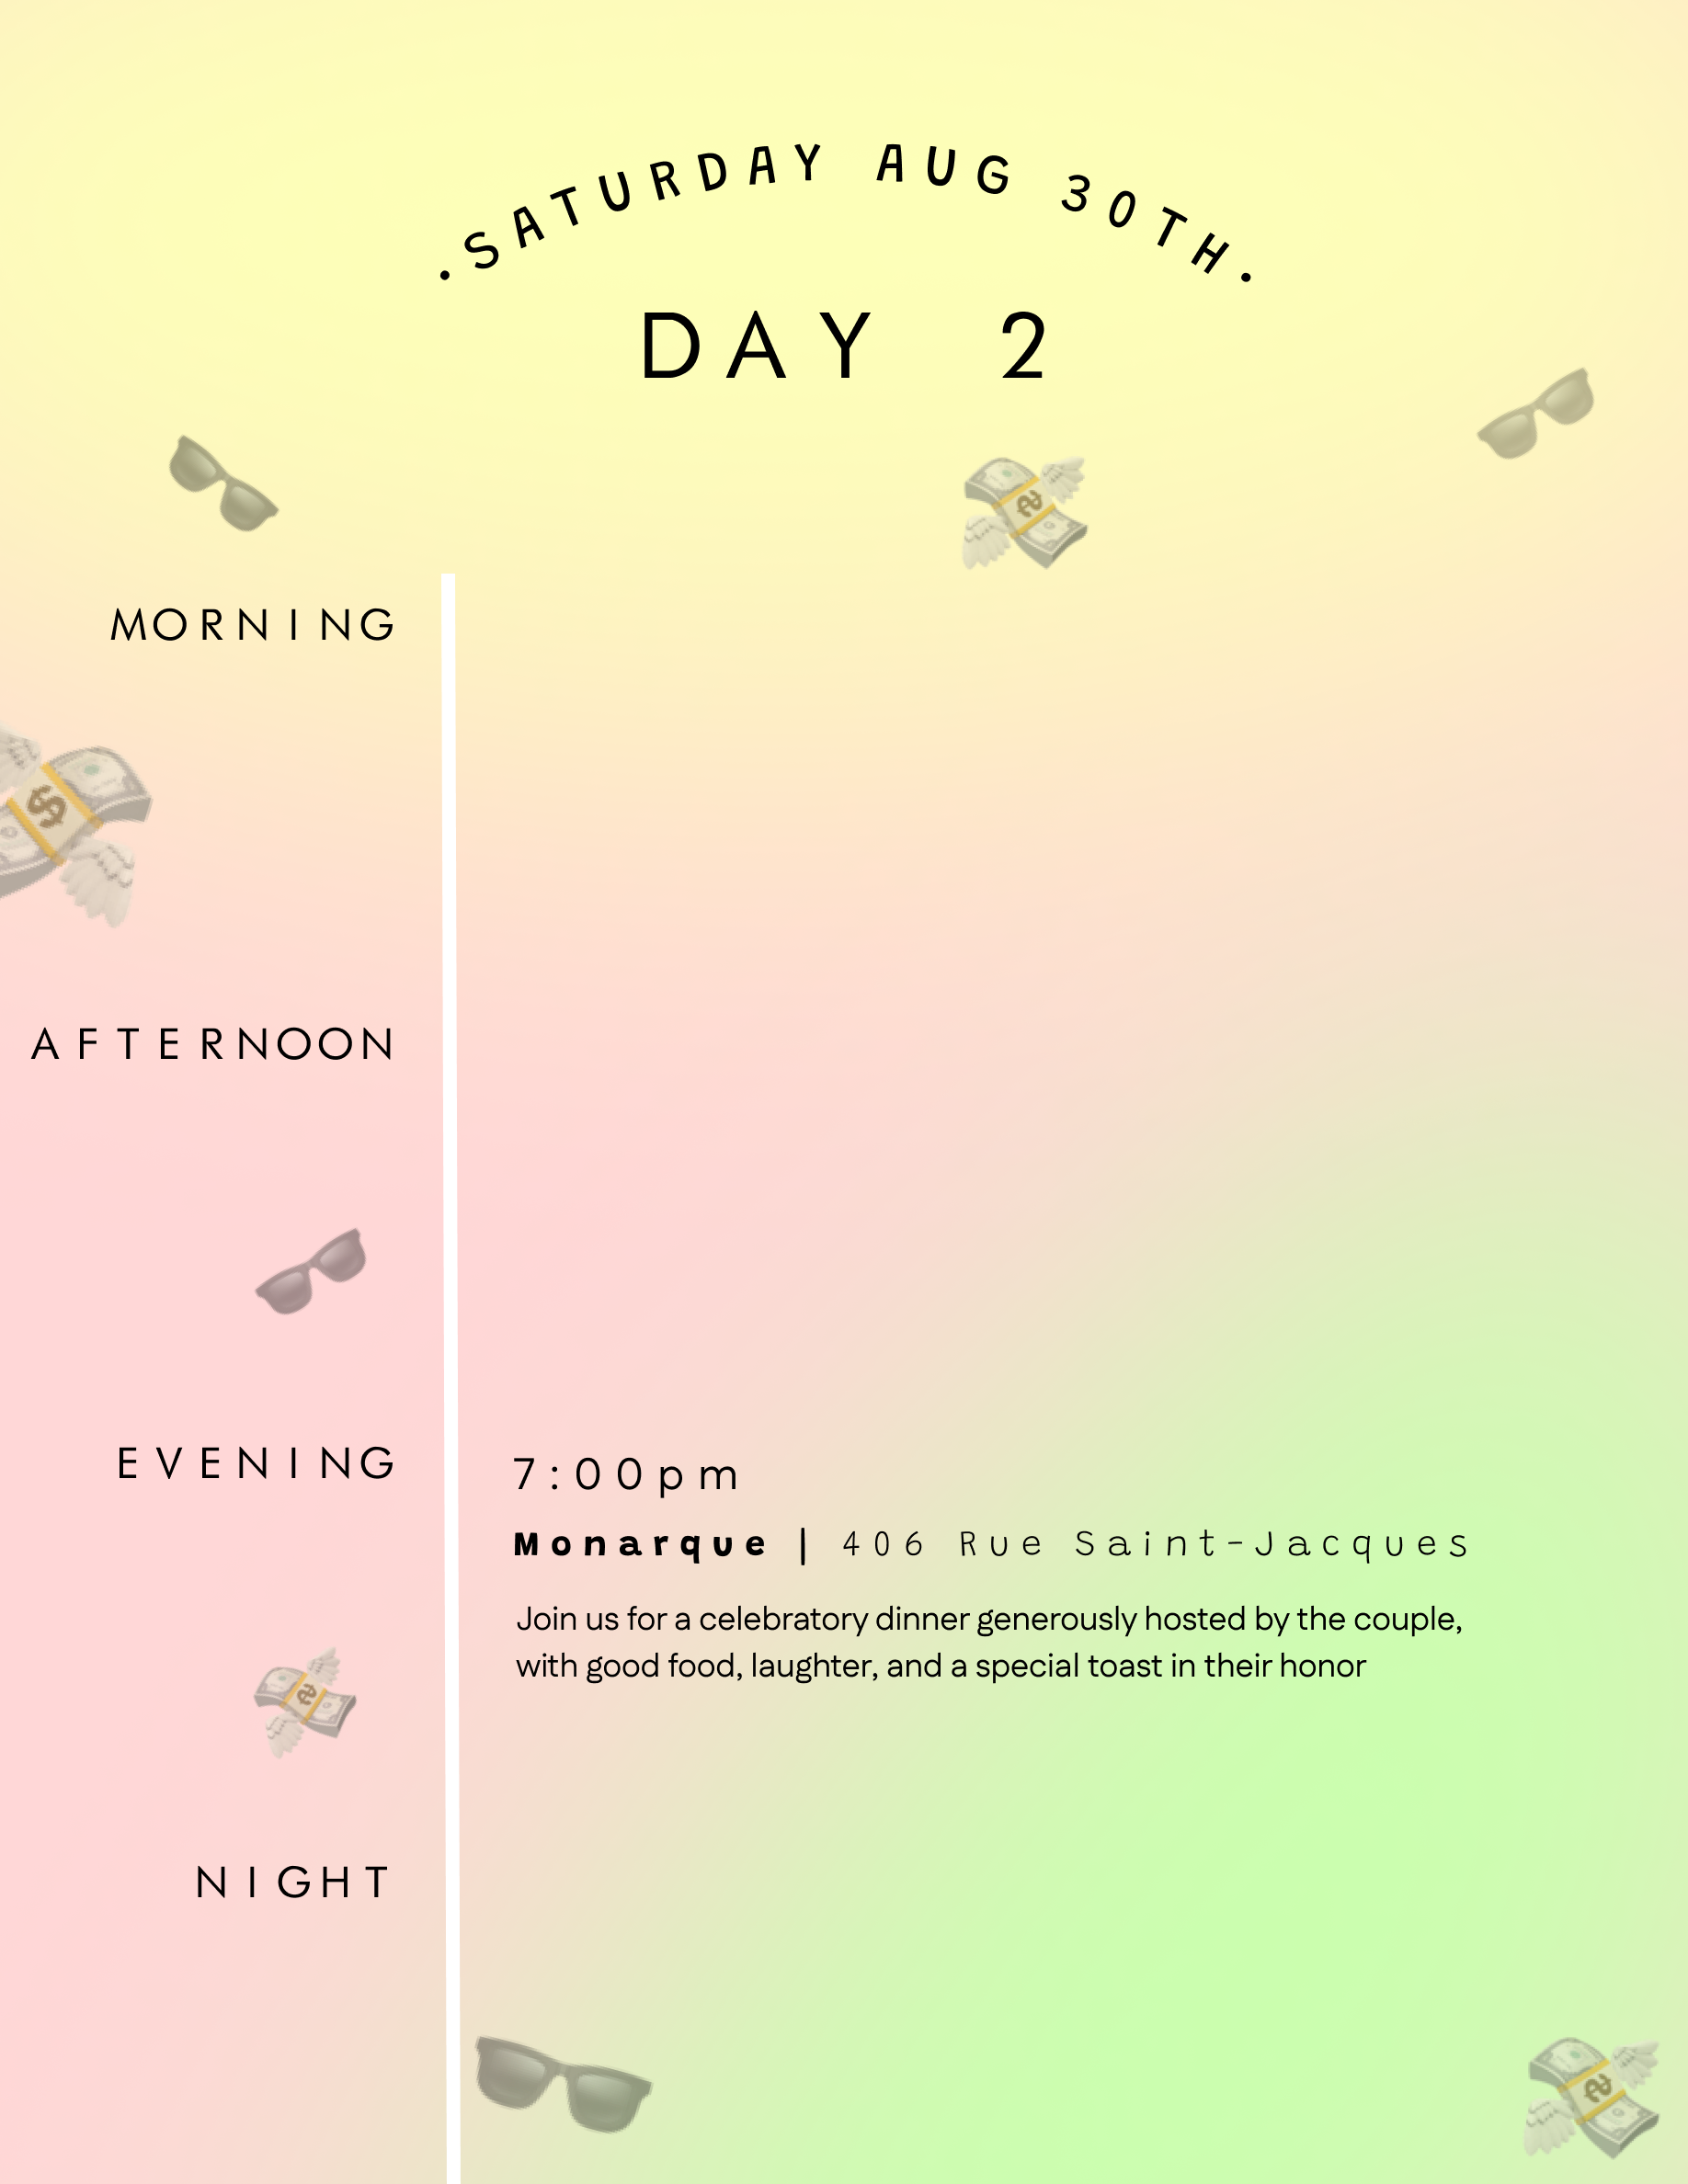 .SATURDAY AUG 30TH.
DAY 2
MORNING
AFTERNOON
EVENING
7:00pm
Monarque | 406 Rue Saint-Jacques
Join us for a celebratory dinner generously hosted by the couple,
with good food, laughter, and a special toast in their honor
NIGHT